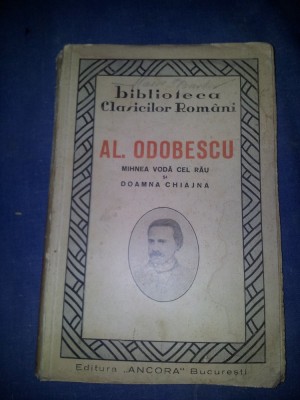 biblioteca
Clasicilor Români
AL. ODOBESCU
MIHNEA VODĂ CEL RĂU
ȘI
DOAMNA CHIAJNA
Editura „ANCORA" București